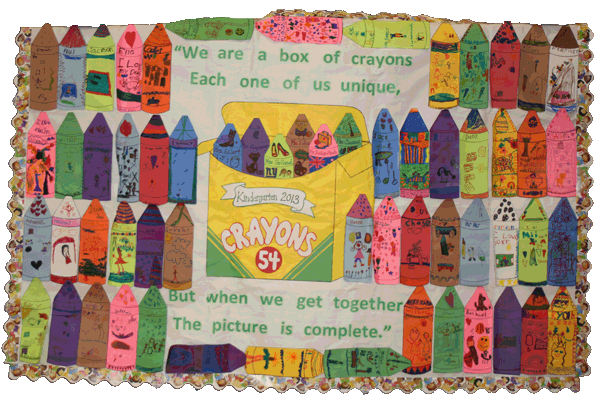 "We are a box of crayons
Each one of us unique,
Kindergarten 2013
CRAYONS
54
But when we get together
The picture is complete."